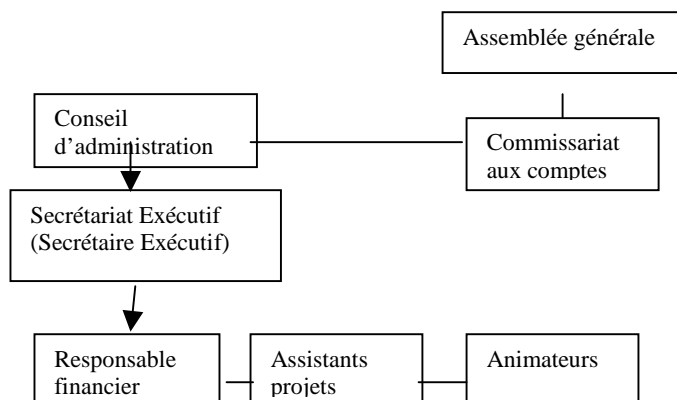 Assemblée générale
Conseil
d’administration
Commissariat
aux comptes
Secrétariat Exécutif
(Secrétaire Exécutif)
Responsable
financier
Assistants
projets
Animateurs